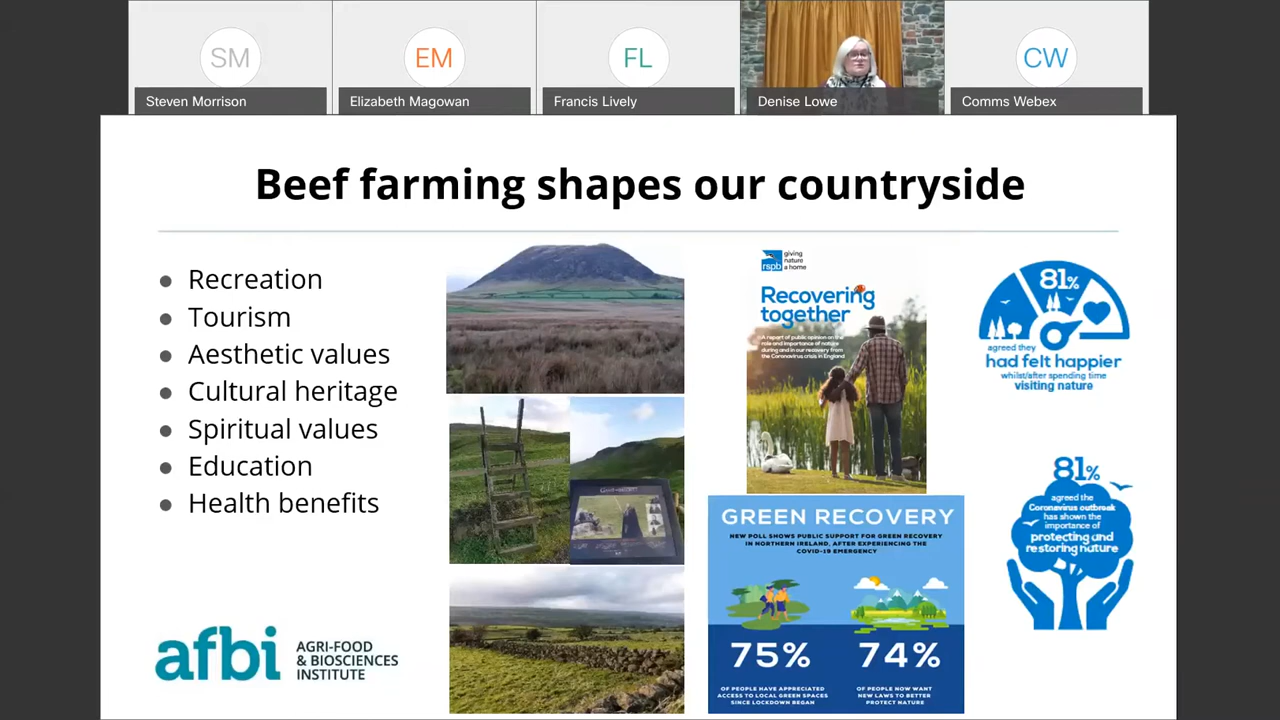 SM
EM
FL
CW
Steven Morrison
Elizabeth Magowan
Francis Lively
Denise Lowe
Comms Webex
Beef farming shapes our countryside
Recreation
Tourism
Aesthetic values
Cultural heritage
Spiritual values
Education
Health benefits
afbi
AGRI-FOOD
& BIOSCIENCES
INSTITUTE
rspb
giving
nature
a home
Recovering
together
A report of public opinion on the
role and importance of nature
during and in our recovery from
the Coronavirus crisis in England
GREEN RECOVERY
NEW POLL SHOWS PUBLIC SUPPORT FOR GREEN RECOVERY
IN NORTHERN IRELAND, AFTER EXPERIENCING THE
COVID-19 EMERGENCY
75%
OF PEOPLE HAVE APPRECIATED
ACCESS TO LOCAL GREEN SPACES
SINCE LOCKDOWN BEGAN
74%
OF PEOPLE NOW WANT
NEW LAWS TO BETTER
PROTECT NATURE
81%
agreed they
had felt happier
whilst/after spending time
visiting nature
81%
agreed the
Coronavirus outbreak
has shown the
importance of
protecting and
restoring nature